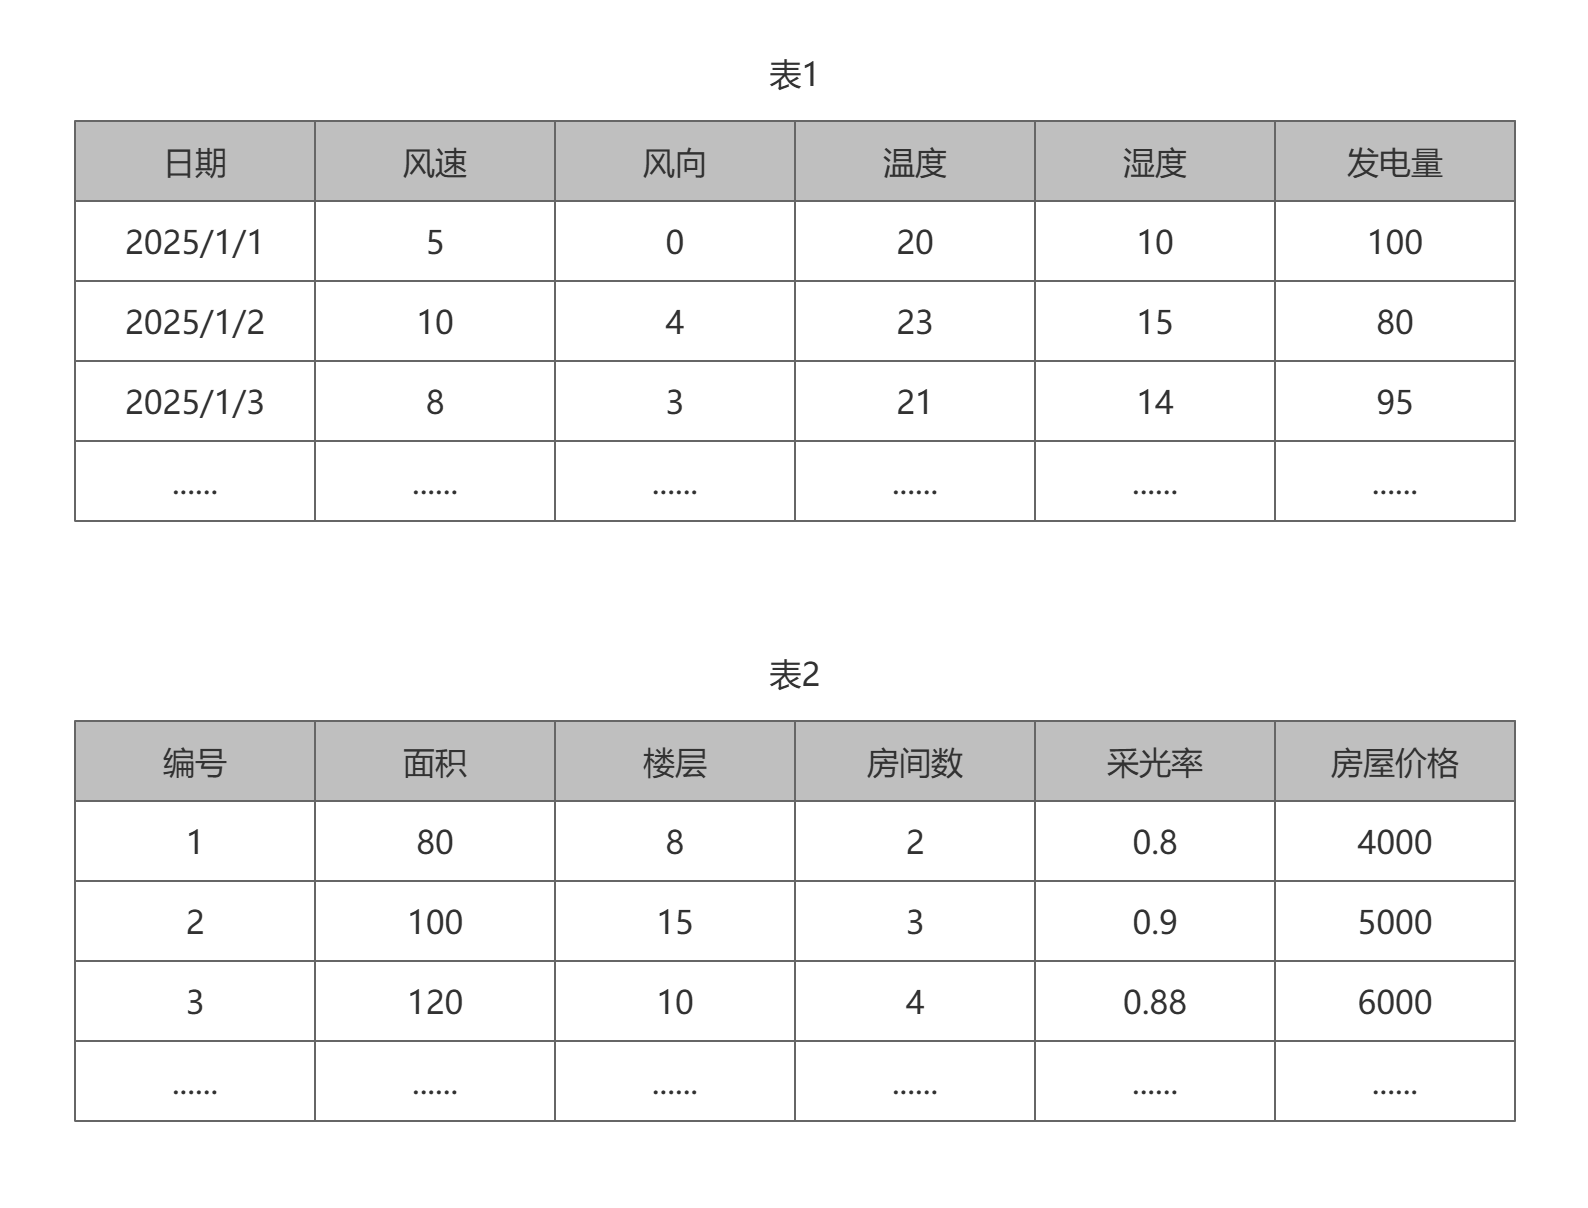 表1
日期 风速 风向 温度 湿度 发电量
2025/1/1 5 0 20 10 100
2025/1/2 10 4 23 15 80
2025/1/3 8 3 21 14 95
...... ...... ...... ...... ...... ......
表2
编号 面积 楼层 房间数 采光率 房屋价格
1 80 8 2 0.8 4000
2 100 15 3 0.9 5000
3 120 10 4 0.88 6000
...... ...... ...... ...... ...... ......